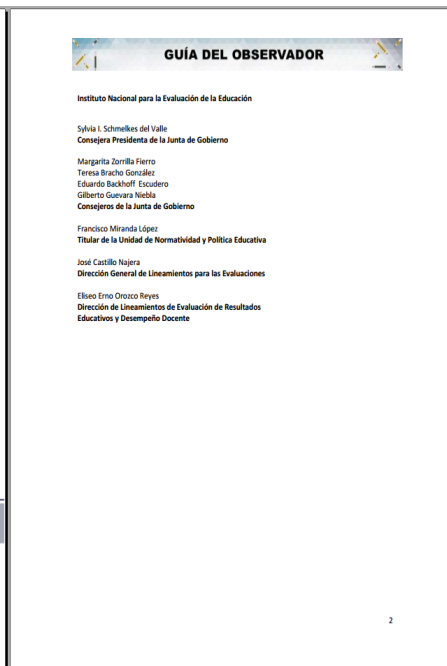 GUÍA DEL OBSERVADOR
Instituto Nacional para la Evaluación de la Educación
Sylvia I. Schmelkes del Valle
Consejera Presidenta de la Junta de Gobierno
Margarita Zorrilla Fierro
Teresa Bracho González
Eduardo Backhoff Escudero
Gilberto Guevara Niebla
Consejeros de la Junta de Gobierno
Francisco Miranda López
Titular de la Unidad de Normatividad y Política Educativa
José Castillo Najera
Dirección General de Lineamientos para las Evaluaciones
Eliseo Erno Orozco Reyes
Dirección de Lineamientos de Evaluación de Resultados
Educativos y Desempeño Docente
2